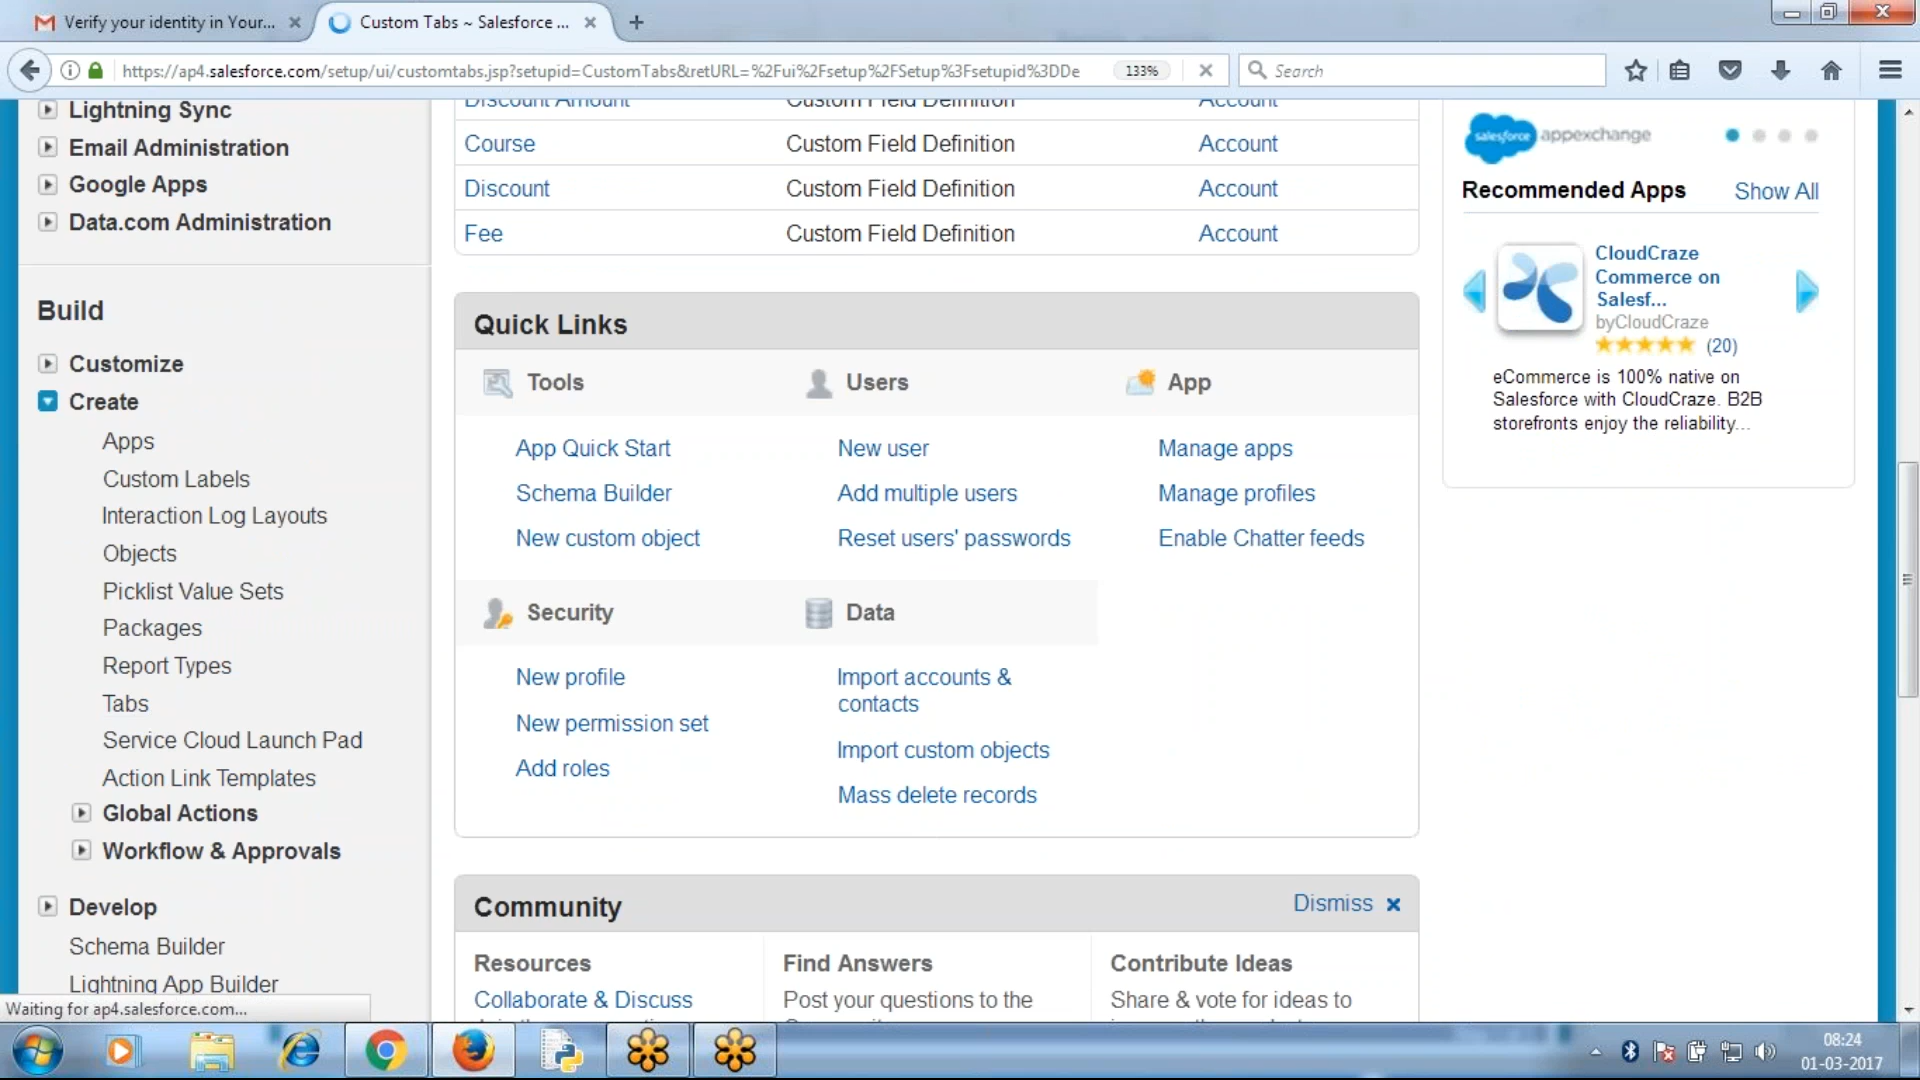 Verify your identity in Your...
Custom Tabs ~ Salesforce ...
https://ap4.salesforce.com/setup/ui/customtabs.jsp?setupid=CustomTabs&retURL=%2Fui%2Fsetup%2FSetup%3Fsetupid%3DDe
133%
Search
Lightning Sync
Email Administration
Google Apps
Data.com Administration
Build
Customize
Create
Apps
Custom Labels
Interaction Log Layouts
Objects
Picklist Value Sets
Packages
Report Types
Tabs
Service Cloud Launch Pad
Action Link Templates
Global Actions
Workflow & Approvals
Develop
Schema Builder
Lightning App Builder
Waiting for ap4.salesforce.com...
Discount Amount Custom Field Definition Account
Course Custom Field Definition Account
Discount Custom Field Definition Account
Fee Custom Field Definition Account
Quick Links
Tools
App Quick Start
Schema Builder
New custom object
Users
New user
Add multiple users
Reset users' passwords
App
Manage apps
Manage profiles
Enable Chatter feeds
Security
New profile
New permission set
Add roles
Data
Import accounts &
contacts
Import custom objects
Mass delete records
Community
Dismiss
Resources
Collaborate & Discuss
Find Answers
Post your questions to the
Contribute Ideas
Share & vote for ideas to
salesforce appexchange
Recommended Apps Show All
CloudCraze
Commerce on
Salesf...
byCloudCraze
(20)
eCommerce is 100% native on
Salesforce with CloudCraze. B2B
storefronts enjoy the reliability...
08:24
01-03-2017